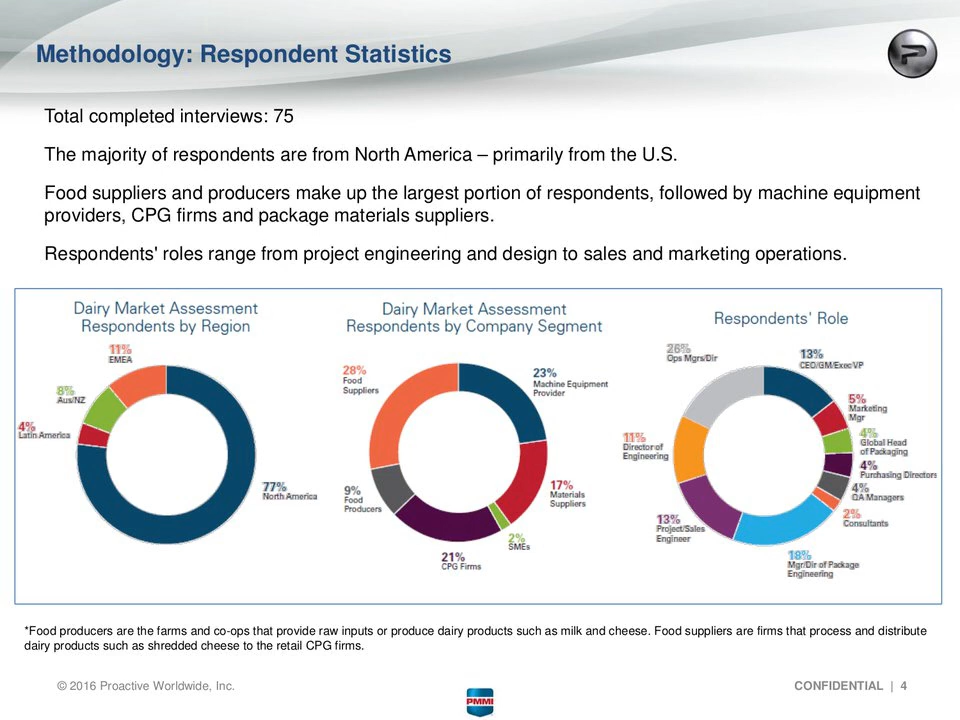 Methodology: Respondent Statistics
Total completed interviews: 75
The majority of respondents are from North America – primarily from the U.S.
Food suppliers and producers make up the largest portion of respondents, followed by machine equipment
providers, CPG firms and package materials suppliers.
Respondents' roles range from project engineering and design to sales and marketing operations.
Dairy Market Assessment
Respondents by Region
11%
EMEA
8%
Aus/NZ
4%
Latin America
77%
North America
Dairy Market Assessment
Respondents by Company Segment
28%
Food
Suppliers
23%
Machine Equipment
Provider
9%
Food
Producers
17%
Materials
Suppliers
2%
SMEs
21%
CPG Firms
Respondents' Role
26%
Ops Mgrs/Dir
13%
CEO/GM/Exec VP
5%
Marketing
Mgr
4%
Global Head
of Packaging
4%
Purchasing Directors
4%
QA Managers
2%
Consultants
18%
Mgr/Dir of Package
Engineering
13%
Project/Sales
Engineer
11%
Director of
Engineering
*Food producers are the farms and co-ops that provide raw inputs or produce dairy products such as milk and cheese. Food suppliers are firms that process and distribute
dairy products such as shredded cheese to the retail CPG firms.
© 2016 Proactive Worldwide, Inc.
PMMI
CONFIDENTIAL | 4